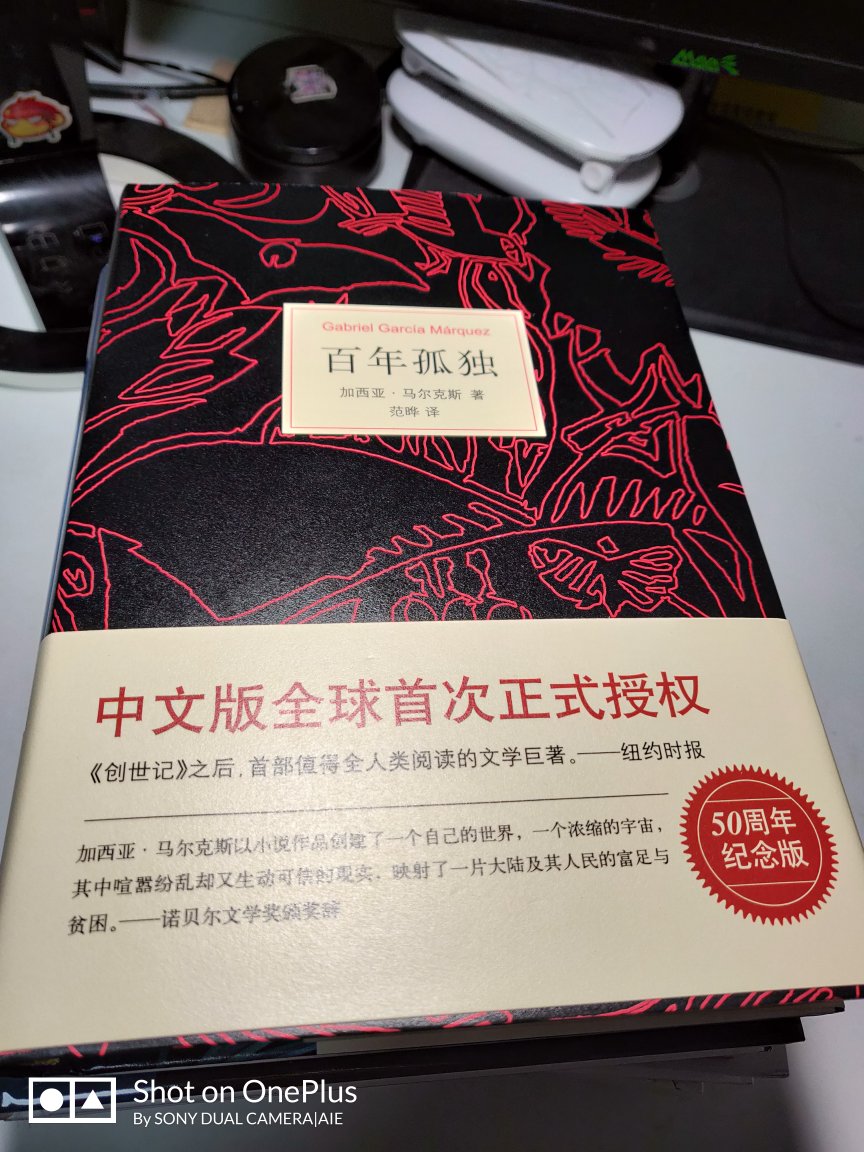 Gabriel García Márquez
百年孤独
加西亚·马尔克斯 著
范晔 译
中文版全球首次正式授权
《创世记》之后，首部值得全人类阅读的文学巨著。——纽约时报
加西亚·马尔克斯以小说作品创建了一个自己的世界，一个浓缩的宇宙，
其中喧嚣纷乱却又生动可信的现实，映射了一片大陆及其人民的富足与
贫困。——诺贝尔文学奖颁奖辞
50周年
纪念版
Shot on OnePlus
By SONY DUAL CAMERA|AIE